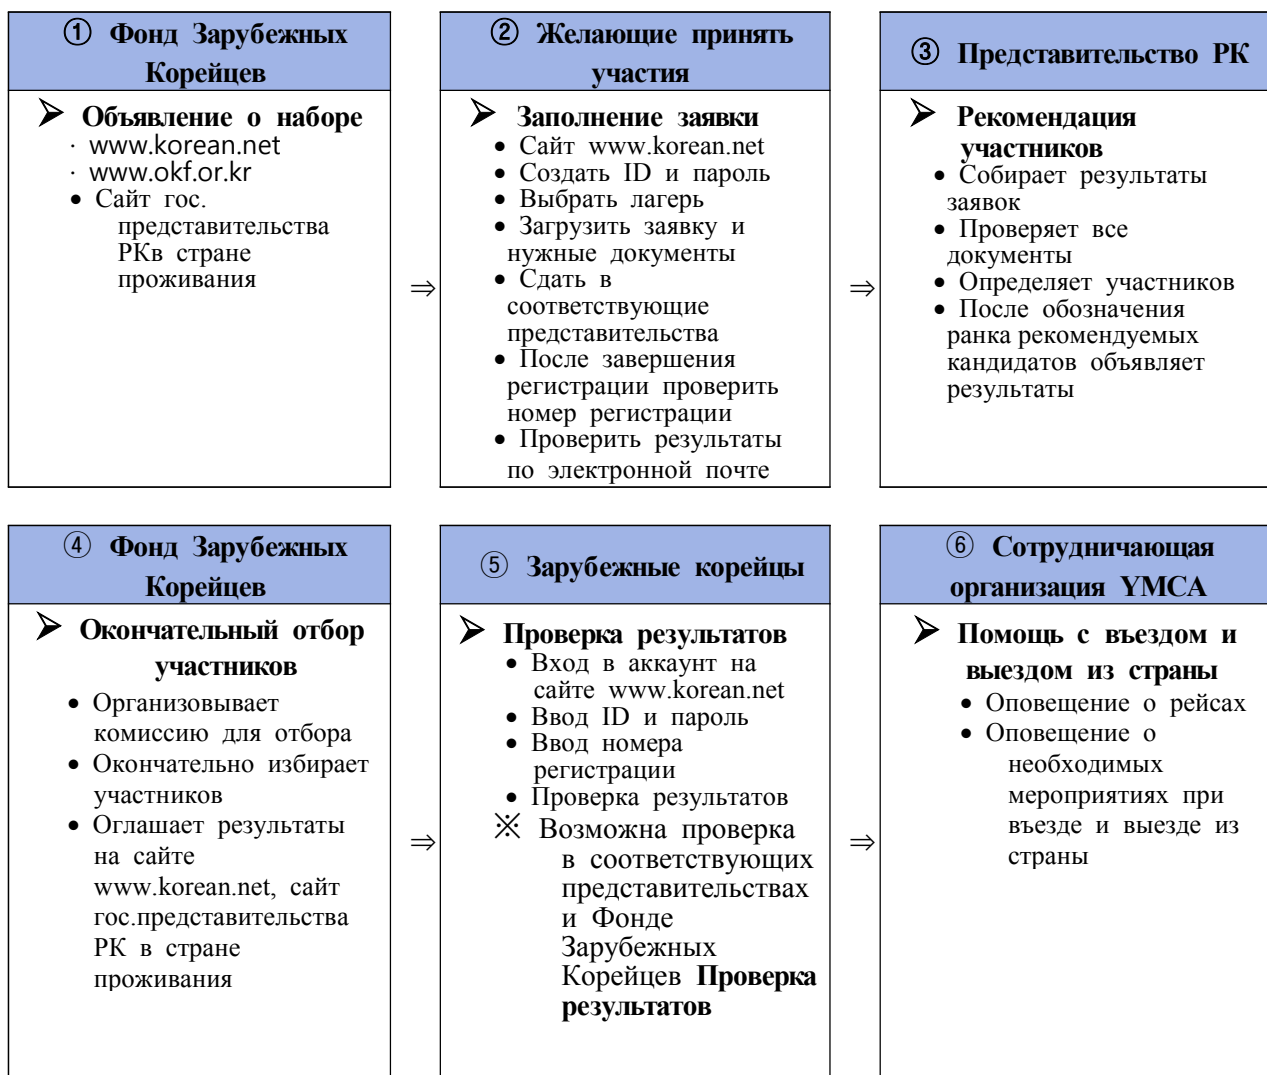 ① Фонд Зарубежных
Корейцев
➢ Объявление о наборе
· www.korean.net
· www.okf.or.kr
• Сайт гос.
представительства
РКв стране
проживания
⇒
② Желающие принять
участия
➢ Заполнение заявки
• Сайт www.korean.net
• Создать ID и пароль
• Выбрать лагерь
• Загрузить заявку и
нужные документы
• Сдать в
соответствующие
представительства
• После завершения
регистрации проверить
номер регистрации
• Проверить результаты
по электронной почте
⇒
③ Представительство РК
➢ Рекомендация
участников
• Собирает результаты
заявок
• Проверяет все
документы
• Определяет участников
• После обозначения
ранка рекомендуемых
кандидатов объявляет
результаты
④ Фонд Зарубежных
Корейцев
➢ Окончательный отбор
участников
• Организовывает
комиссию для отбора
• Окончательно избирает
участников
• Оглашает результаты
на сайте
www.korean.net, сайт
гос.представительства
РК в стране
проживания
⇒
⑤ Зарубежные корейцы
➢ Проверка результатов
• Вход в аккаунт на
сайте www.korean.net
• Ввод ID и пароль
• Ввод номера
регистрации
• Проверка результатов
※ Возможна проверка
в соответствующих
представительствах
и Фонде
Зарубежных
Корейцев Проверка
результатов
⇒
⑥ Сотрудничающая
организация YMCA
➢ Помощь с въездом и
выездом из страны
• Оповещение о рейсах
• Оповещение о
необходимых
мероприятиях при
въезде и выезде из
страны